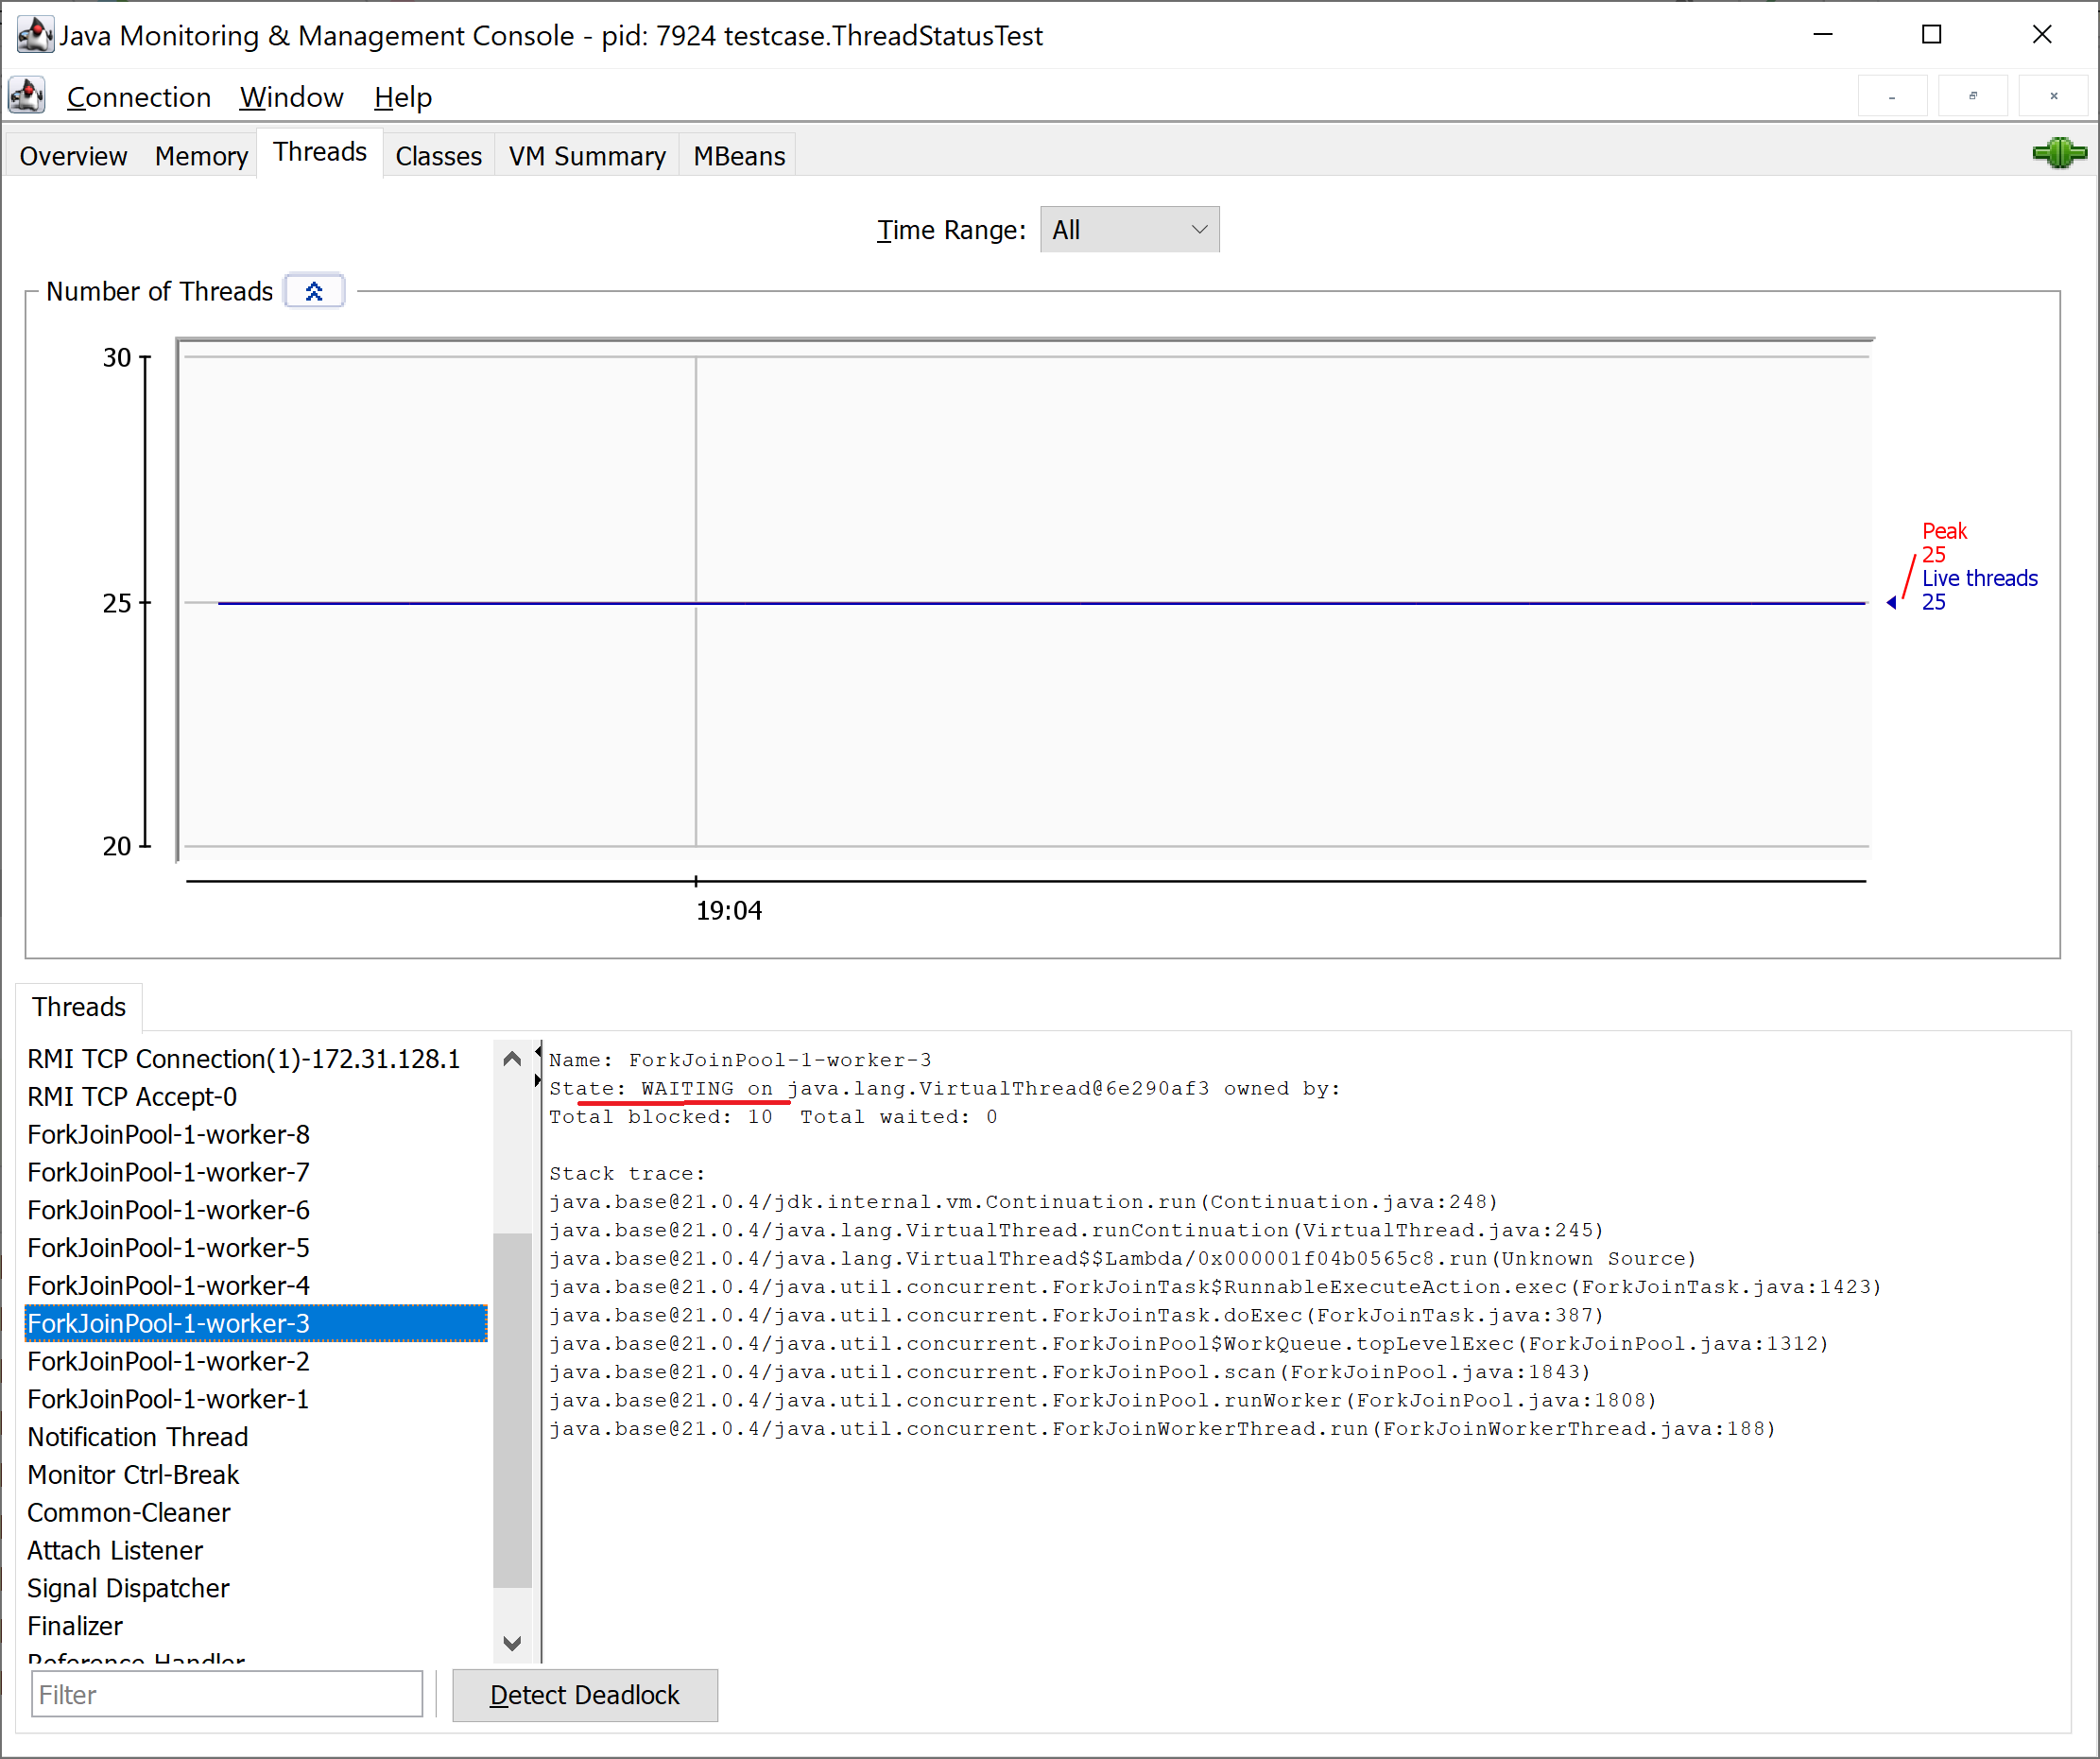 Java Monitoring & Management Console - pid: 7924 testcase.ThreadStatusTest
Connection Window Help
Overview Memory Threads Classes VM Summary MBeans
Time Range: All
Number of Threads
30
25
20
Peak
25
Live threads
25
19:04
Threads
RMI TCP Connection(1)-172.31.128.1
RMI TCP Accept-0
ForkJoinPool-1-worker-8
ForkJoinPool-1-worker-7
ForkJoinPool-1-worker-6
ForkJoinPool-1-worker-5
ForkJoinPool-1-worker-4
ForkJoinPool-1-worker-3
ForkJoinPool-1-worker-2
ForkJoinPool-1-worker-1
Notification Thread
Monitor Ctrl-Break
Common-Cleaner
Attach Listener
Signal Dispatcher
Finalizer
Reference Handler
Name: ForkJoinPool-1-worker-3
State: WAITING on java.lang.VirtualThread@6e290af3 owned by:
Total blocked: 10 Total waited: 0
Stack trace:
java.base@21.0.4/jdk.internal.vm.Continuation.run(Continuation.java:248)
java.base@21.0.4/java.lang.VirtualThread.runContinuation(VirtualThread.java:245)
java.base@21.0.4/java.lang.VirtualThread$$Lambda/0x000001f04b0565c8.run(Unknown Source)
java.base@21.0.4/java.util.concurrent.ForkJoinTask$RunnableExecuteAction.exec(ForkJoinTask.java:1423)
java.base@21.0.4/java.util.concurrent.ForkJoinTask.doExec(ForkJoinTask.java:387)
java.base@21.0.4/java.util.concurrent.ForkJoinPool$WorkQueue.topLevelExec(ForkJoinPool.java:1312)
java.base@21.0.4/java.util.concurrent.ForkJoinPool.scan(ForkJoinPool.java:1843)
java.base@21.0.4/java.util.concurrent.ForkJoinPool.runWorker(ForkJoinPool.java:1808)
java.base@21.0.4/java.util.concurrent.ForkJoinWorkerThread.run(ForkJoinWorkerThread.java:188)
Filter
Detect Deadlock